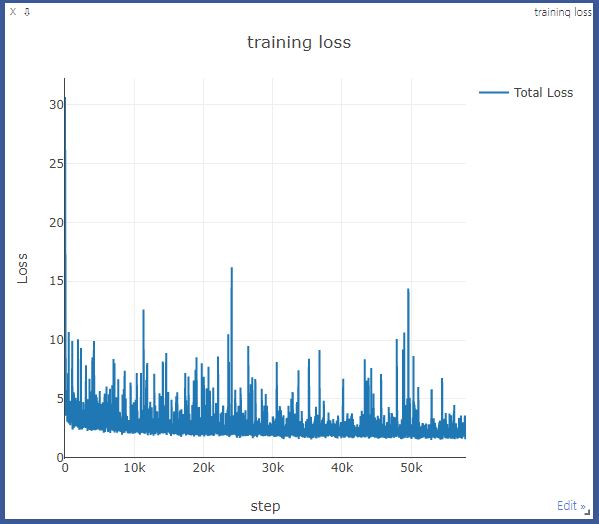 X ⇩ training loss
training loss
Total Loss
30
25
20
15
10
5
0
Loss
0 10k 20k 30k 40k 50k
step
Edit »